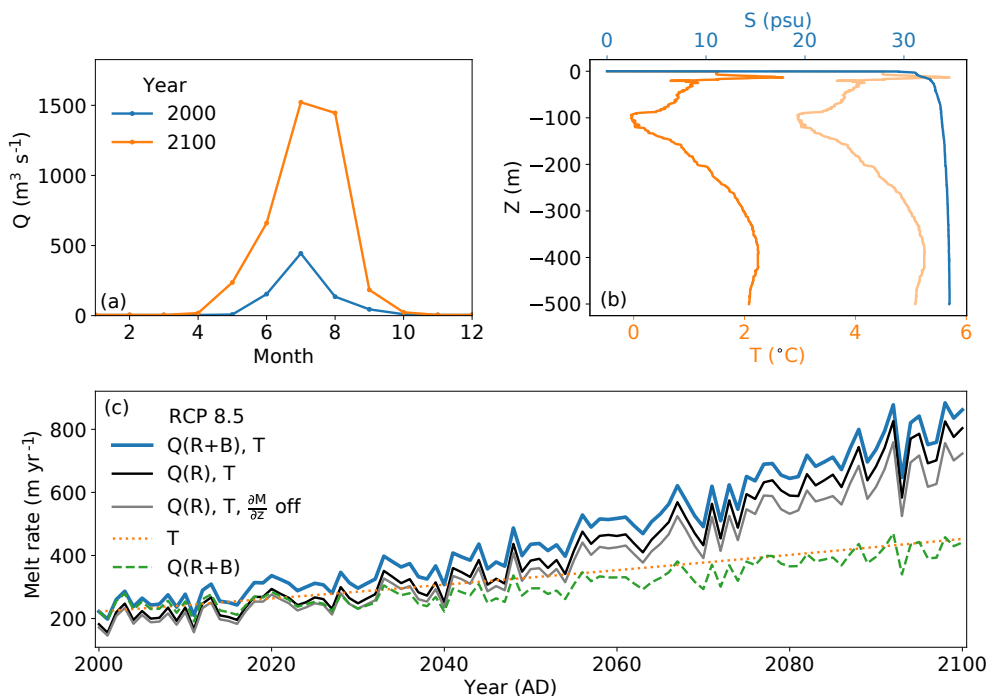 Year
2000
2100
Q (m³ s⁻¹)
1500
1000
500
0
(a)
2 4 6 8 10 12
Month
S (psu)
0 10 20 30
Z (m)
0
−100
−200
−300
−400
−500
(b)
0 2 4 6
T (°C)
(c)
RCP 8.5
Q(R+B), T
Q(R), T
Q(R), T, ∂M/∂z off
T
Q(R+B)
Melt rate (m yr⁻¹)
800
600
400
200
2000 2020 2040 2060 2080 2100
Year (AD)